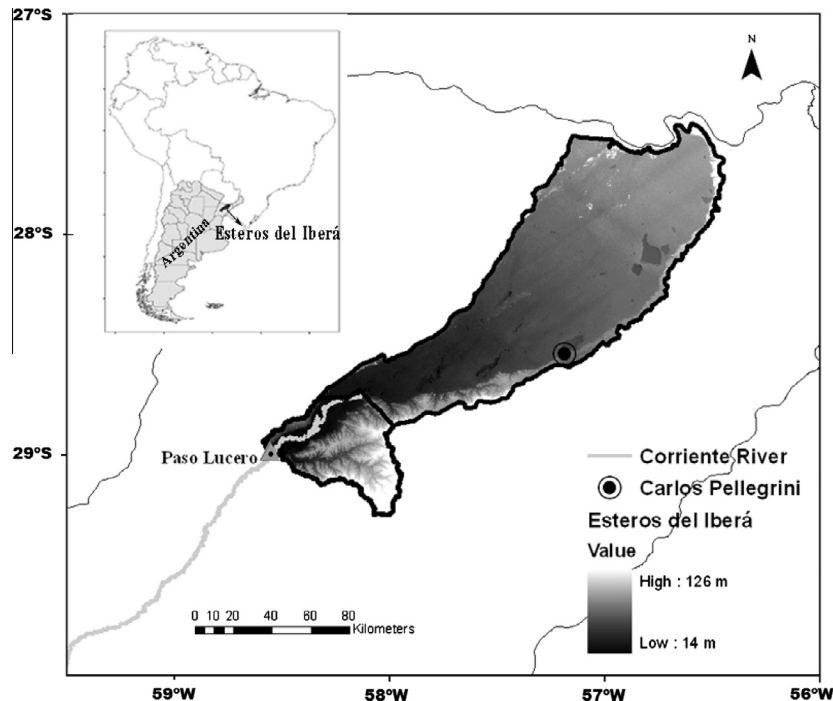 27°S
N
Argentina
Esteros del Iberá
28°S
29°S
Paso Lucero
Corriente River
Carlos Pellegrini
Esteros del Iberá
Value
High : 126 m
Low : 14 m
0 10 20 40 60 80
Kilometers
59°W 58°W 57°W 56°W